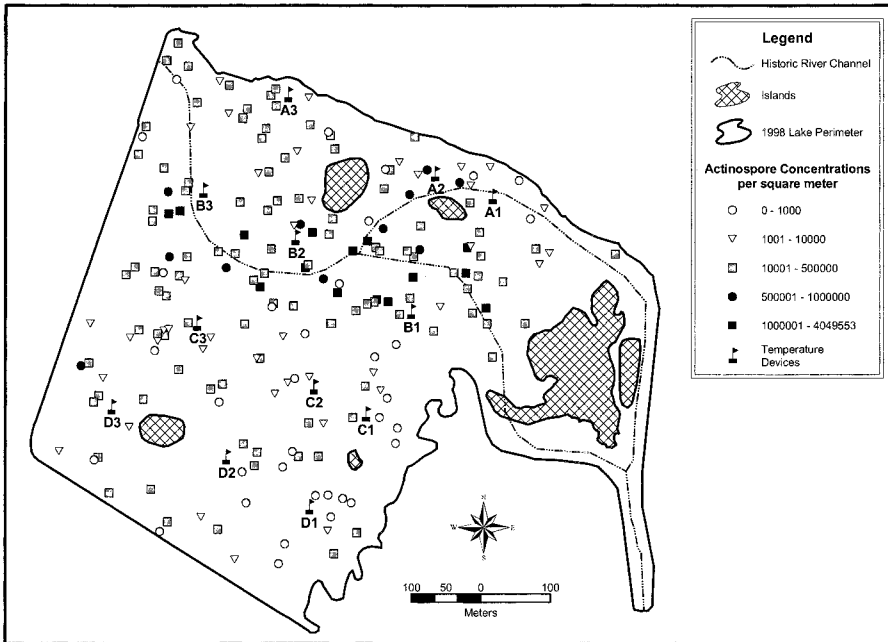 Legend
Historic River Channel
Islands
1998 Lake Perimeter
Actinospore Concentrations
per square meter
0 - 1000
1001 - 10000
10001 - 500000
500001 - 1000000
1000001 - 4049553
Temperature
Devices
A3
A2
A1
B3
B2
B1
C3
C2
C1
D3
D2
D1
N
W E
S
100 50 0 100
Meters